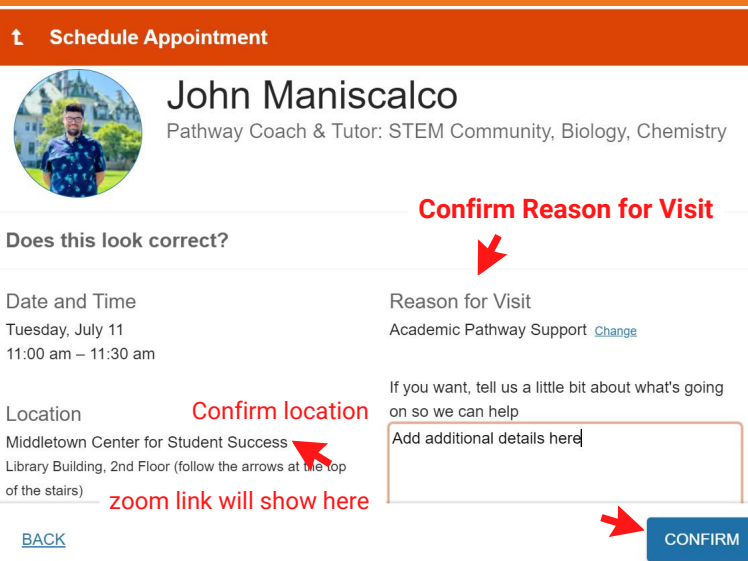 Schedule Appointment
John Maniscalco
Pathway Coach & Tutor: STEM Community, Biology, Chemistry
Confirm Reason for Visit
Does this look correct?
Date and Time
Tuesday, July 11
11:00 am – 11:30 am
Location
Confirm location
Middletown Center for Student Success
Library Building, 2nd Floor (follow the arrows at the top
of the stairs)
zoom link will show here
Reason for Visit
Academic Pathway Support Change
If you want, tell us a little bit about what's going
on so we can help
Add additional details here
BACK
CONFIRM